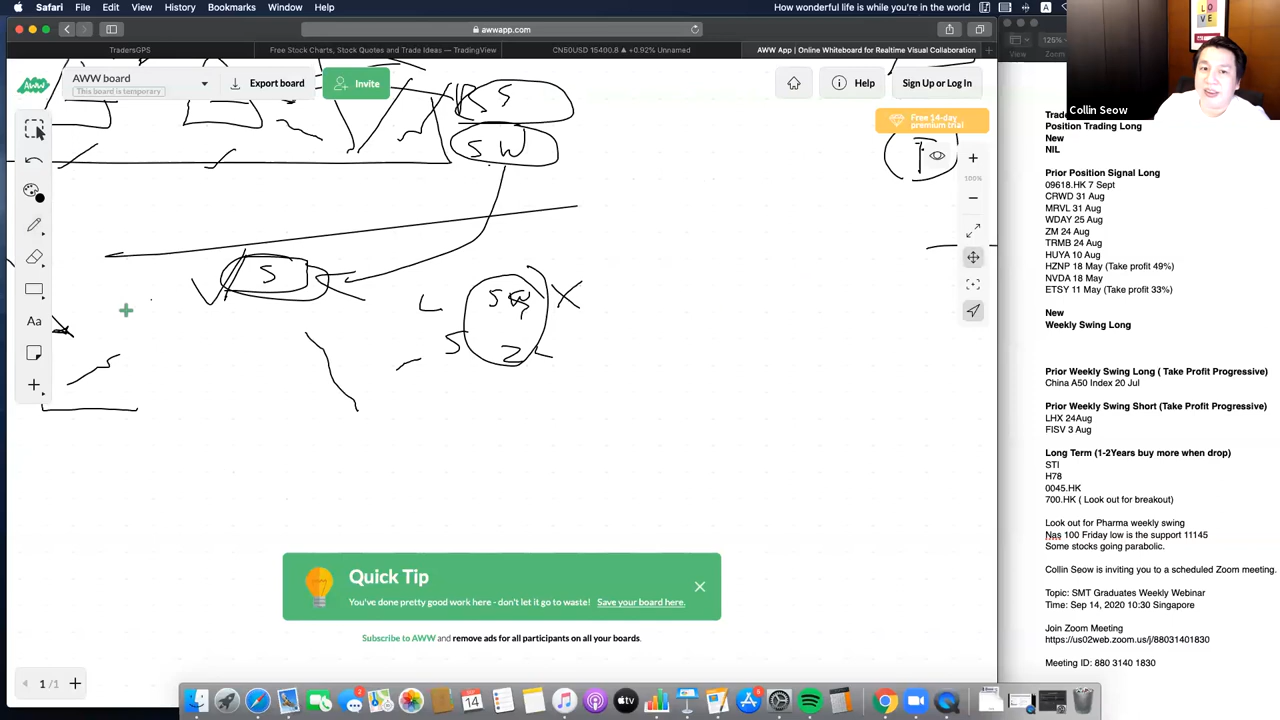 Safari File Edit View History Bookmarks Window Help
How wonderful life is while you're in the world
A
awwapp.com
TradersGPS
Free Stock Charts, Stock Quotes and Trade Ideas — TradingView
CN50USD 15400.8 ▲ +0.92% Unnamed
AWW App | Online Whiteboard for Realtime Visual Collaboration
AWW
AWW board
This board is temporary
Export board
Invite
Help
Sign Up or Log In
Free 14-day
premium trial
100%
Aa
S W
S
L
S
1 /1
Quick Tip
You've done pretty good work here - don't let it go to waste! Save your board here.
Subscribe to AWW and remove ads for all participants on all your boards.
125%
Zoom
LOVE
Collin Seow
Position Trading Long
New
NIL
Prior Position Signal Long
09618.HK 7 Sept
CRWD 31 Aug
MRVL 31 Aug
WDAY 25 Aug
ZM 24 Aug
TRMB 24 Aug
HUYA 10 Aug
HZNP 18 May (Take profit 49%)
NVDA 18 May
ETSY 11 May (Take profit 33%)
New
Weekly Swing Long
Prior Weekly Swing Long ( Take Profit Progressive)
China A50 Index 20 Jul
Prior Weekly Swing Short (Take Profit Progressive)
LHX 24Aug
FISV 3 Aug
Long Term (1-2Years buy more when drop)
STI
H78
0045.HK
700.HK ( Look out for breakout)
Look out for Pharma weekly swing
Nas 100 Friday low is the support 11145
Some stocks going parabolic.
Collin Seow is inviting you to a scheduled Zoom meeting.
Topic: SMT Graduates Weekly Webinar
Time: Sep 14, 2020 10:30 Singapore
Join Zoom Meeting
https://us02web.zoom.us/j/88031401830
Meeting ID: 880 3140 1830